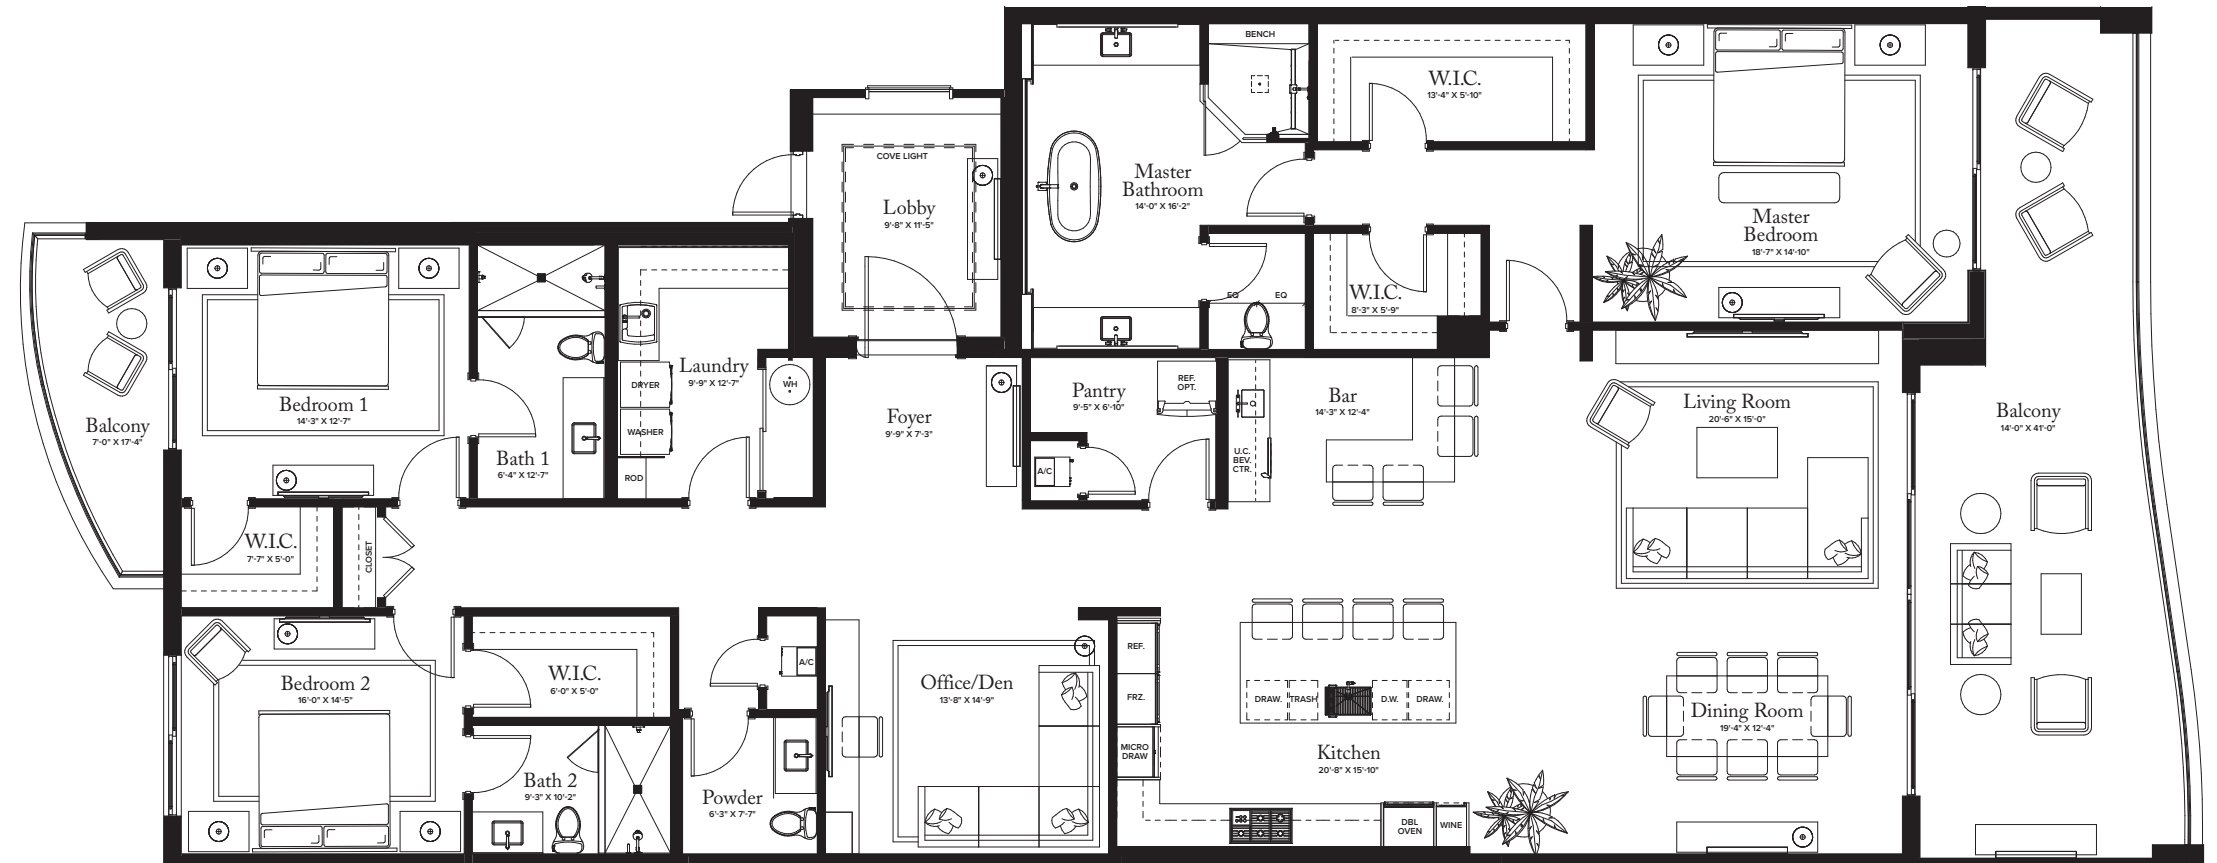 BENCH
W.I.C.
13'-4" X 5'-10"
COVE LIGHT
Lobby
9'-8" X 11'-5"
Master
Bathroom
14'-0" X 16'-2"
Master
Bedroom
18'-7" X 14'-10"
EQ
EQ
W.I.C.
8'-3" X 5'-9"
Balcony
7'-0" X 17'-4"
Bedroom 1
14'-3" X 12'-7"
Bath 1
6'-4" X 12'-7"
Laundry
9'-9" X 12'-7"
DRYER
WASHER
ROD
WH
Foyer
9'-9" X 7'-3"
Pantry
9'-5" X 6'-10"
REF.
OPT.
A/C
U.C.
BEV.
CTR.
Bar
14'-3" X 12'-4"
Living Room
20'-6" X 15'-0"
Balcony
14'-0" X 41'-0"
W.I.C.
7'-7" X 5'-0"
CLOSET
Bedroom 2
16'-0" X 14'-5"
W.I.C.
6'-0" X 5'-0"
A/C
Bath 2
9'-3" X 10'-2"
Powder
6'-3" X 7'-7"
Office/Den
13'-8" X 14'-9"
REF.
FRZ.
MICRO
DRAW
DRAW.
TRASH
D.W.
DRAW.
Kitchen
20'-8" X 15'-10"
DBL
OVEN
WINE
Dining Room
19'-4" X 12'-4"